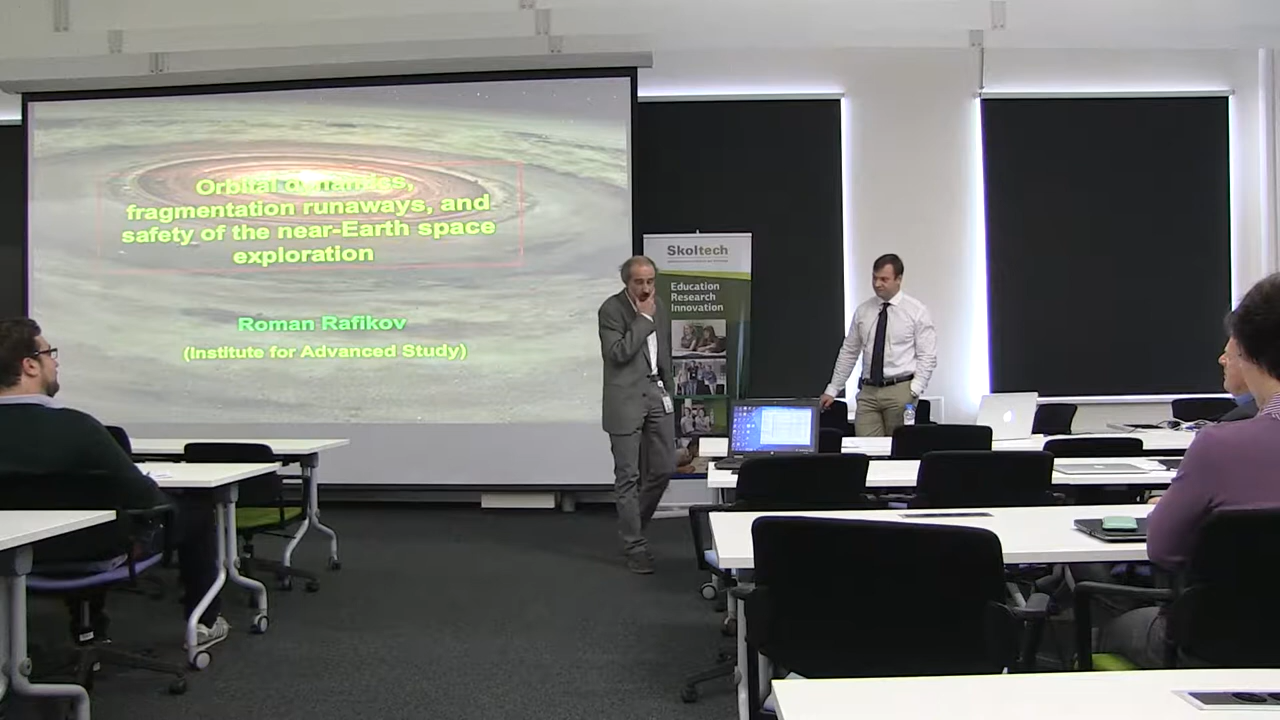 Orbital dynamics,
fragmentation runaways, and
safety of the near-Earth space
exploration
Roman Rafikov
(Institute for Advanced Study)
Skoltech
Education
Research
Innovation